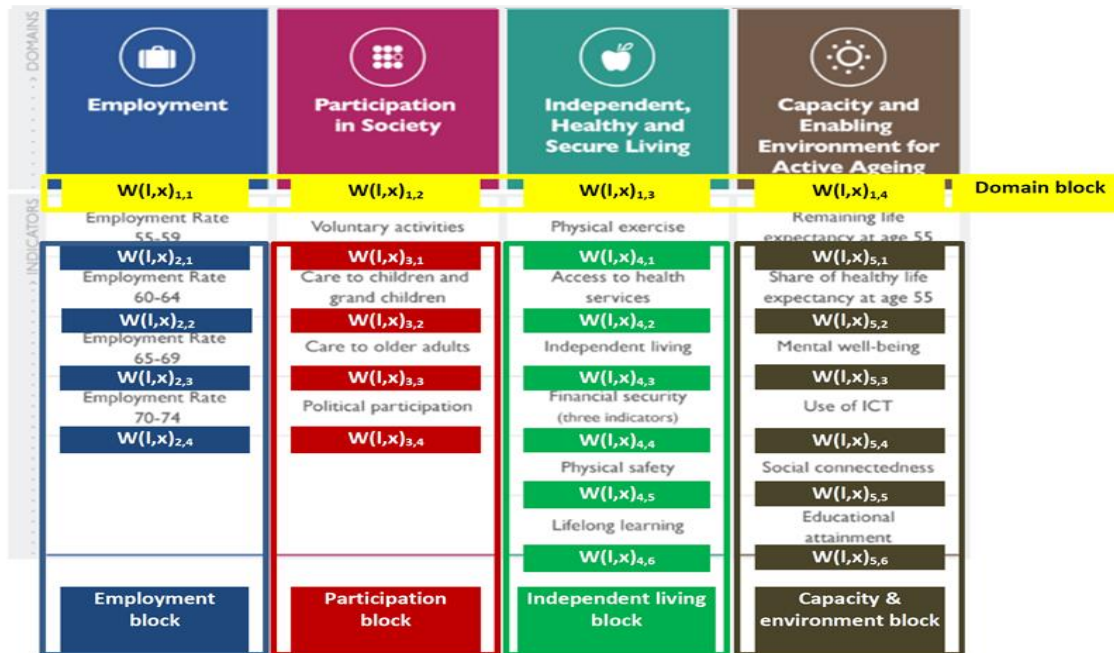 > DOMAINS
Employment
Participation
in Society
Independent,
Healthy and
Secure Living
Capacity and
Enabling
Environment for
Active Ageing
W(l,x)1,1
W(l,x)1,2
W(l,x)1,3
W(l,x)1,4
Domain block
> INDICATORS
Employment Rate
55-59
W(l,x)2,1
Employment Rate
60-64
W(l,x)2,2
Employment Rate
65-69
W(l,x)2,3
Employment Rate
70-74
W(l,x)2,4
Employment
block
Voluntary activities
W(l,x)3,1
Care to children and
grand children
W(l,x)3,2
Care to older adults
W(l,x)3,3
Political participation
W(l,x)3,4
Participation
block
Physical exercise
W(l,x)4,1
Access to health
services
W(l,x)4,2
Independent living
W(l,x)4,3
Financial security
(three indicators)
W(l,x)4,4
Physical safety
W(l,x)4,5
Lifelong learning
W(l,x)4,6
Independent living
block
Remaining life
expectancy at age 55
W(l,x)5,1
Share of healthy life
expectancy at age 55
W(l,x)5,2
Mental well-being
W(l,x)5,3
Use of ICT
W(l,x)5,4
Social connectedness
W(l,x)5,5
Educational
attainment
W(l,x)5,6
Capacity &
environment block